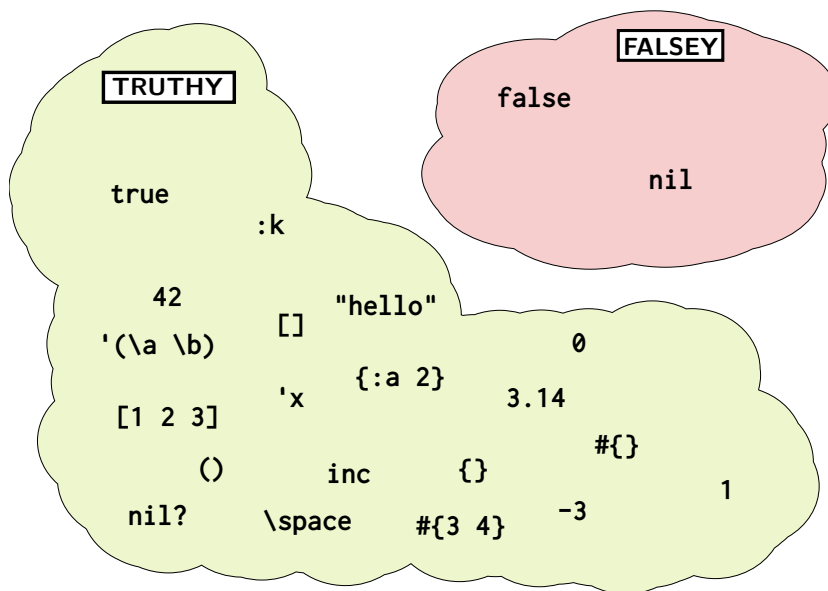 FALSEY
TRUTHY
false
nil
true
:k
42
"hello"
[]
'(\a \b)
0
{:a 2}
'x
3.14
[1 2 3]
#{}
()
inc
{}
1
nil?
\space
#{3 4}
-3